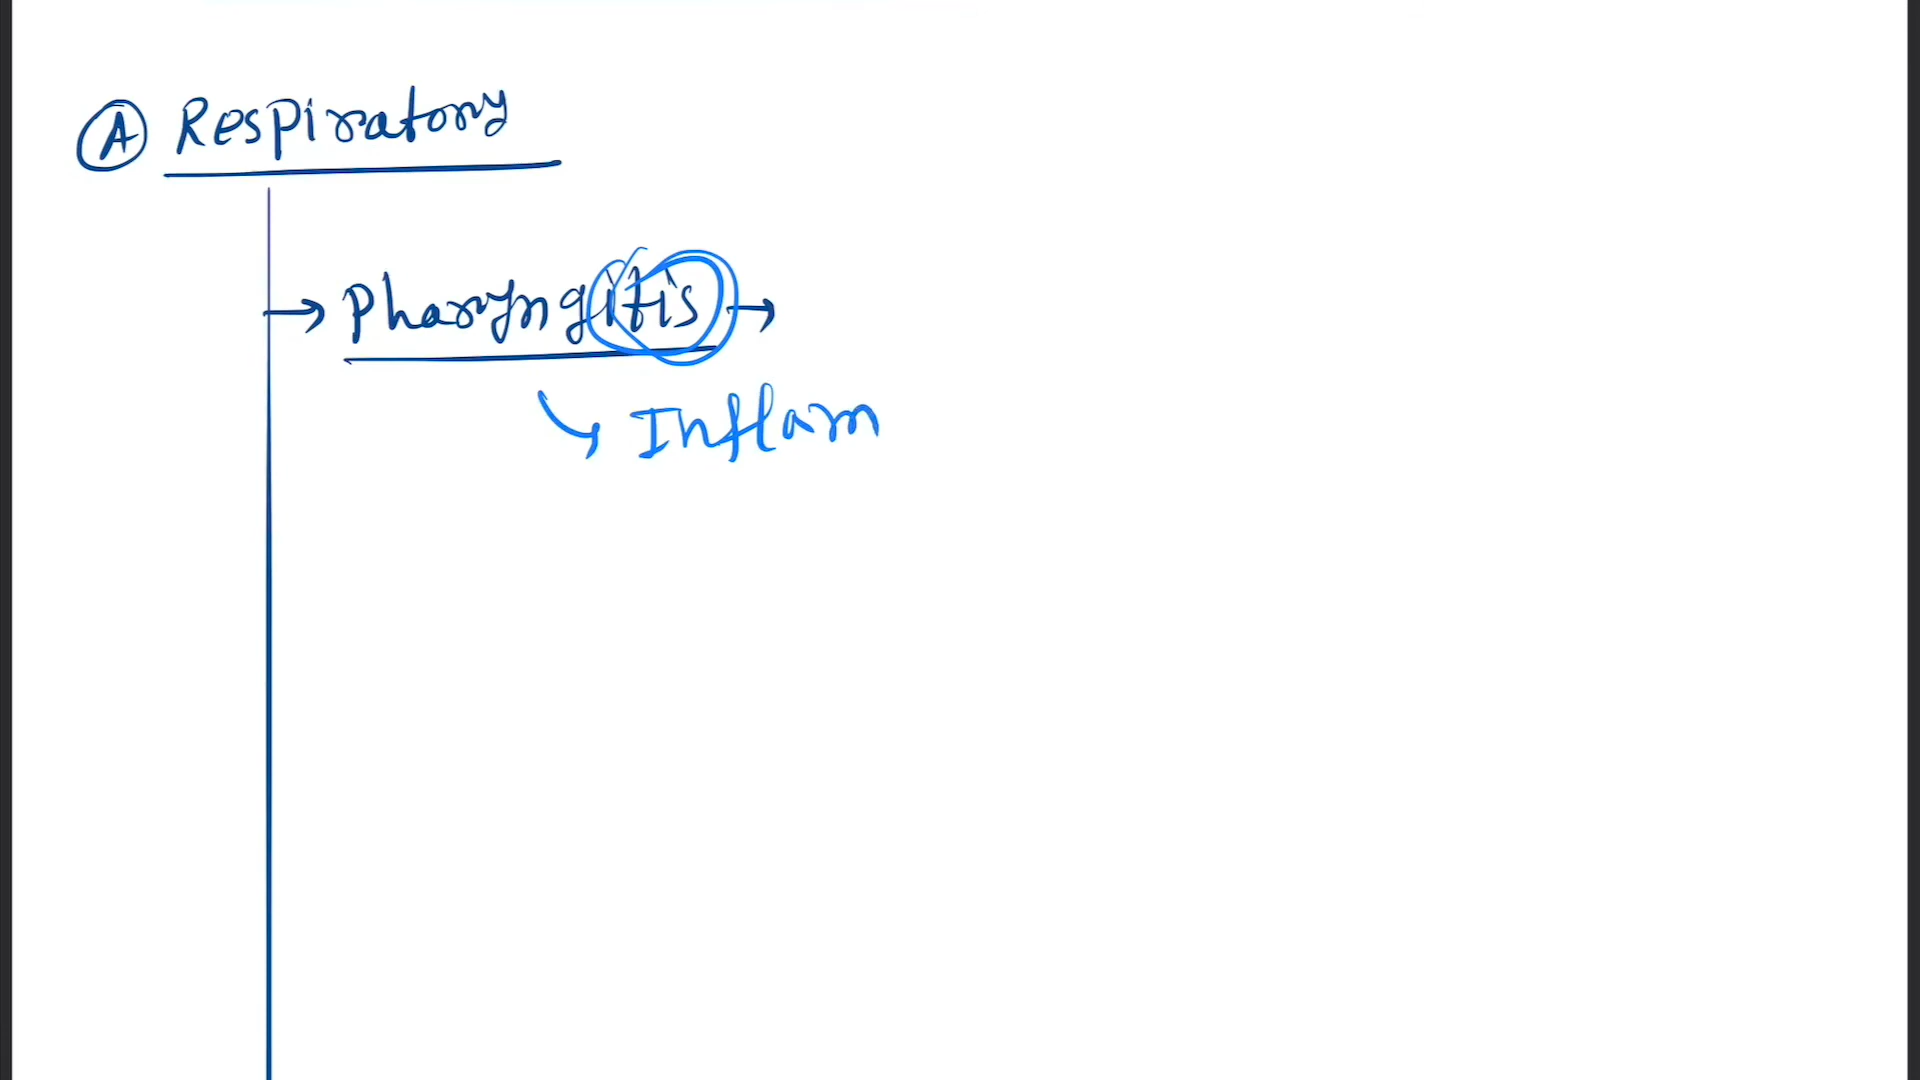 A Respiratory
→ Pharyngitis →
↘ Inflam